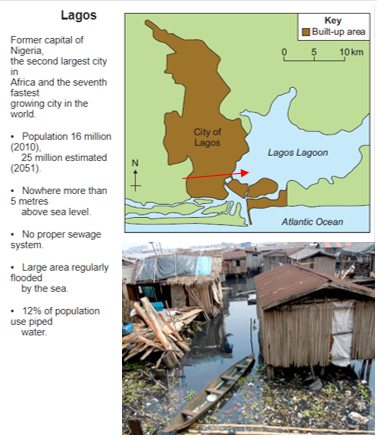 Lagos
Former capital of
Nigeria,
the second largest city
in
Africa and the seventh
fastest
growing city in the
world.
• Population 16 million
(2010),
25 million estimated
(2051).
• Nowhere more than
5 metres
above sea level.
• No proper sewage
system.
• Large area regularly
flooded
by the sea.
• 12% of population
use piped
water.
Key
Built-up area
0 5 10 km
City of
Lagos
Lagos Lagoon
N
Atlantic Ocean